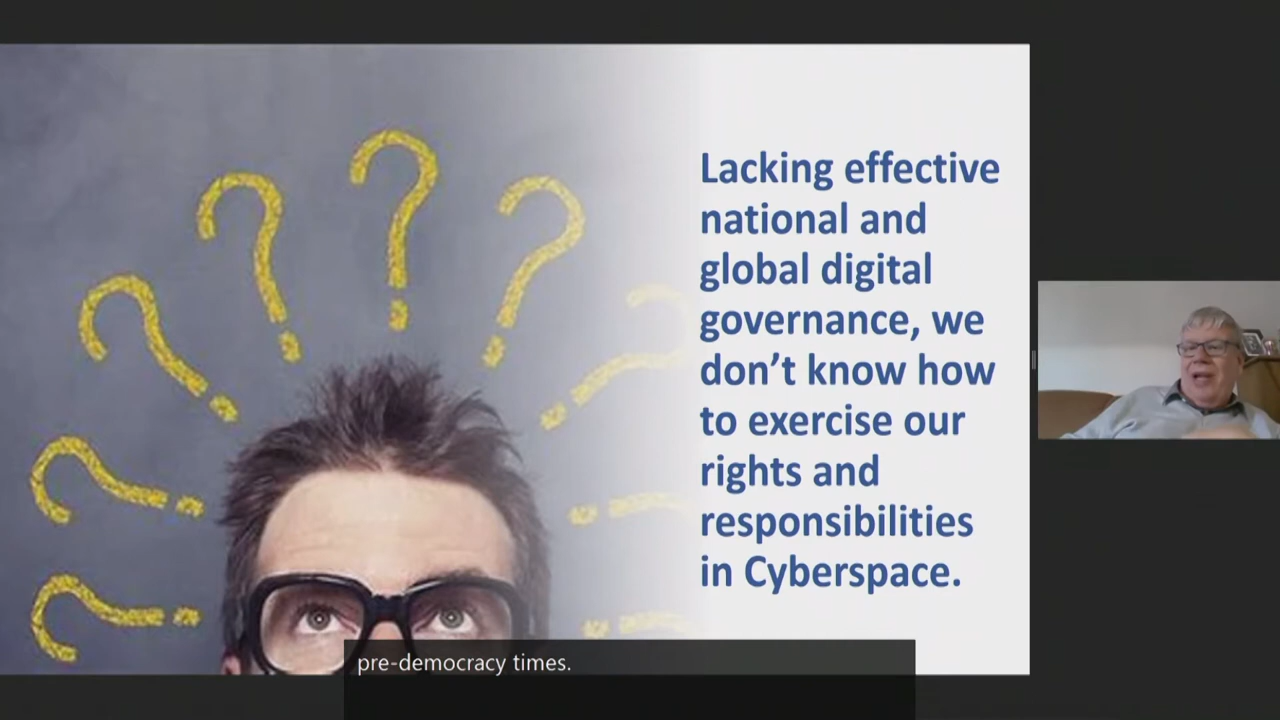 Lacking effective
national and
global digital
governance, we
don’t know how
to exercise our
rights and
responsibilities
in Cyberspace.
pre-democracy times.